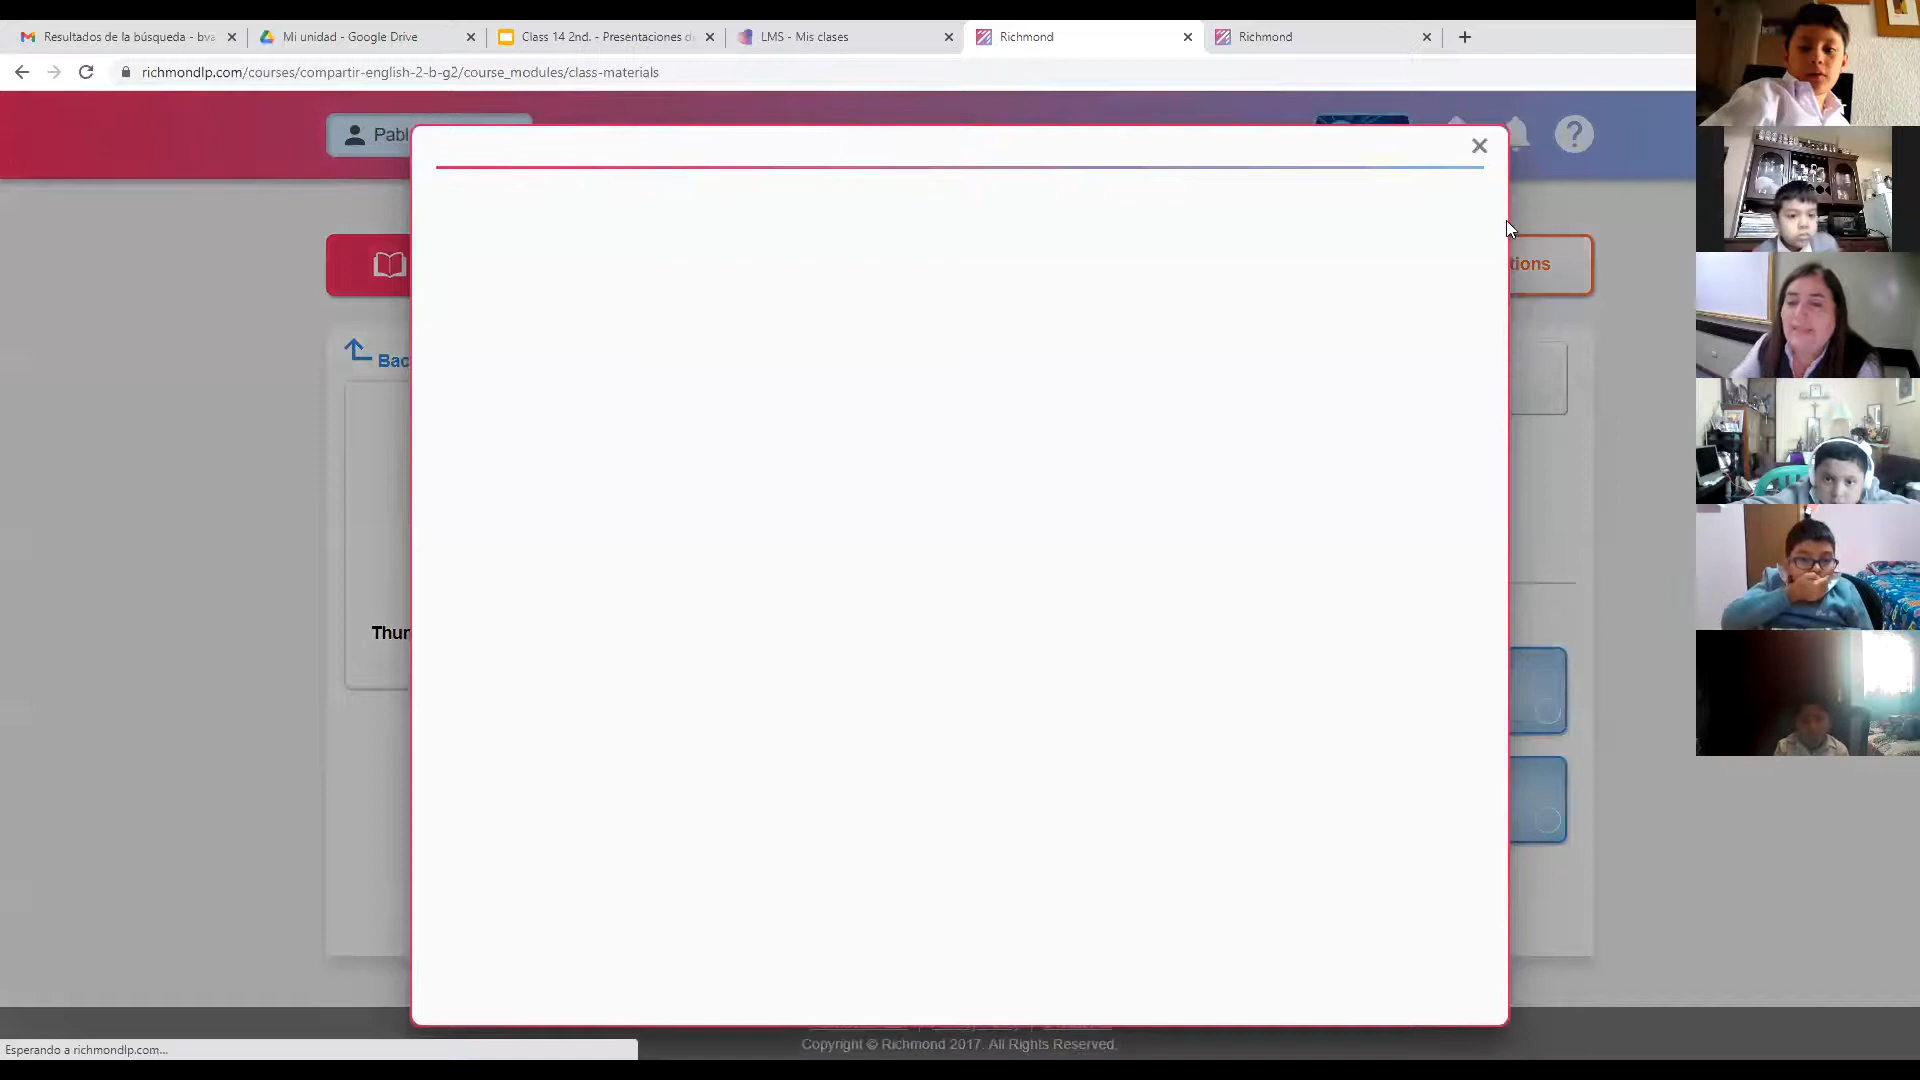 Resultados de la búsqueda - bva
Mi unidad - Google Drive
Class 14 2nd. - Presentaciones d
LMS - Mis clases
Richmond
Richmond
richmondlp.com/courses/compartir-english-2-b-g2/course_modules/class-materials
Pabl
?
tions
Bac
Thur
Copyright © Richmond 2017. All Rights Reserved.
Esperando a richmondlp.com...